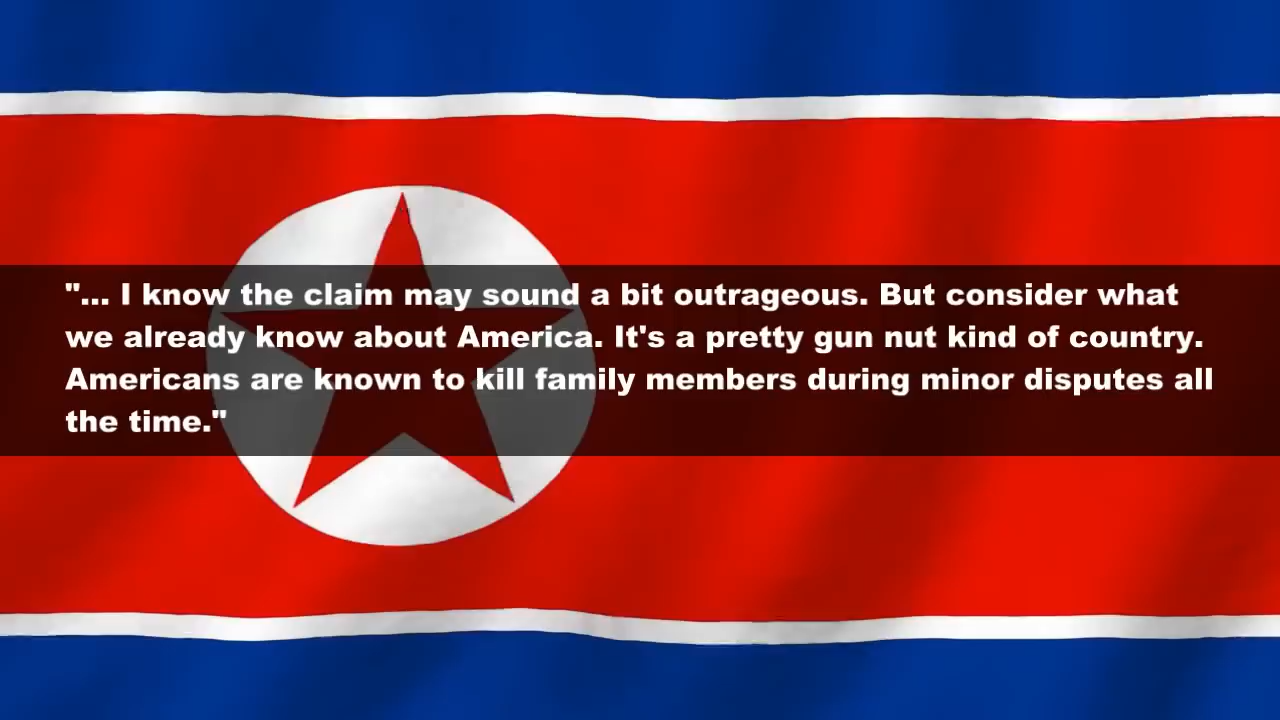 "... I know the claim may sound a bit outrageous. But consider what
we already know about America. It's a pretty gun nut kind of country.
Americans are known to kill family members during minor disputes all
the time."